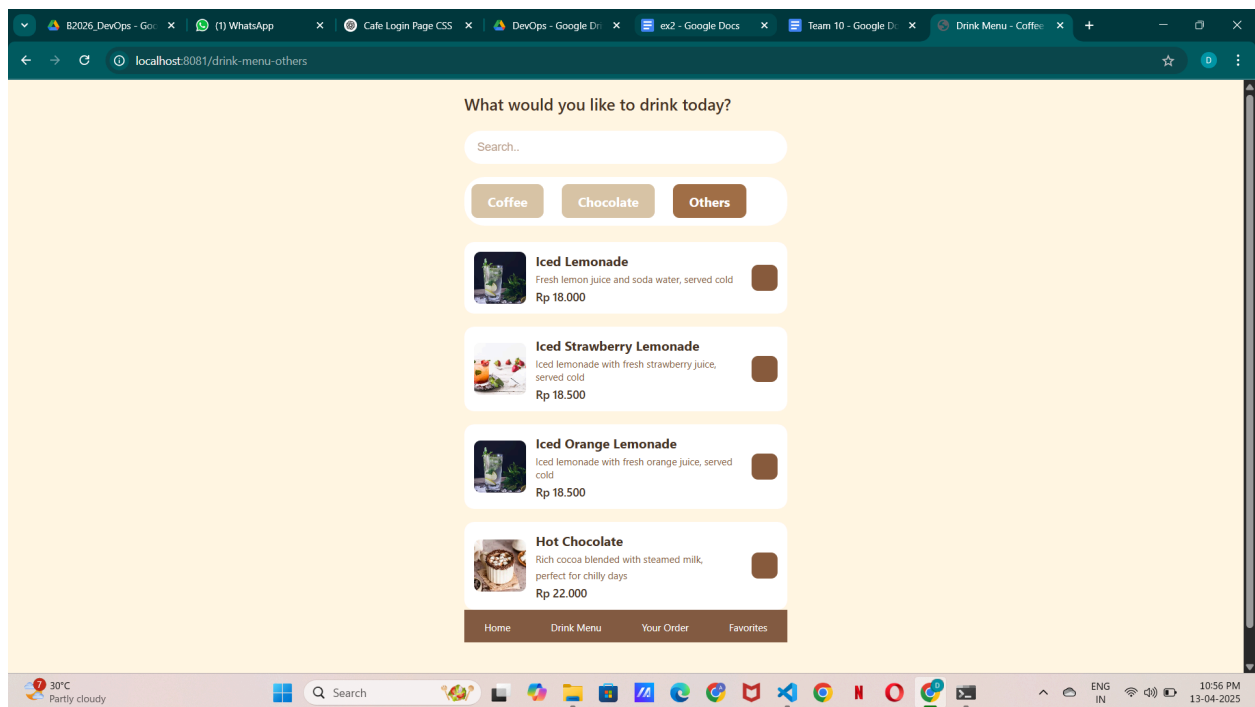 B2026_DevOps - Goo
(1) WhatsApp
Cafe Login Page CSS
DevOps - Google Dri
ex2 - Google Docs
Team 10 - Google Do
Drink Menu - Coffee
localhost:8081/drink-menu-others
D
What would you like to drink today?
Search..
Coffee
Chocolate
Others
Iced Lemonade
Fresh lemon juice and soda water, served cold
Rp 18.000
Iced Strawberry Lemonade
Iced lemonade with fresh strawberry juice,
served cold
Rp 18.500
Iced Orange Lemonade
Iced lemonade with fresh orange juice, served
cold
Rp 18.500
Hot Chocolate
Rich cocoa blended with steamed milk,
perfect for chilly days
Rp 22.000
Home
Drink Menu
Your Order
Favorites
7
30°C
Partly cloudy
Search
ENG
IN
10:56 PM
13-04-2025